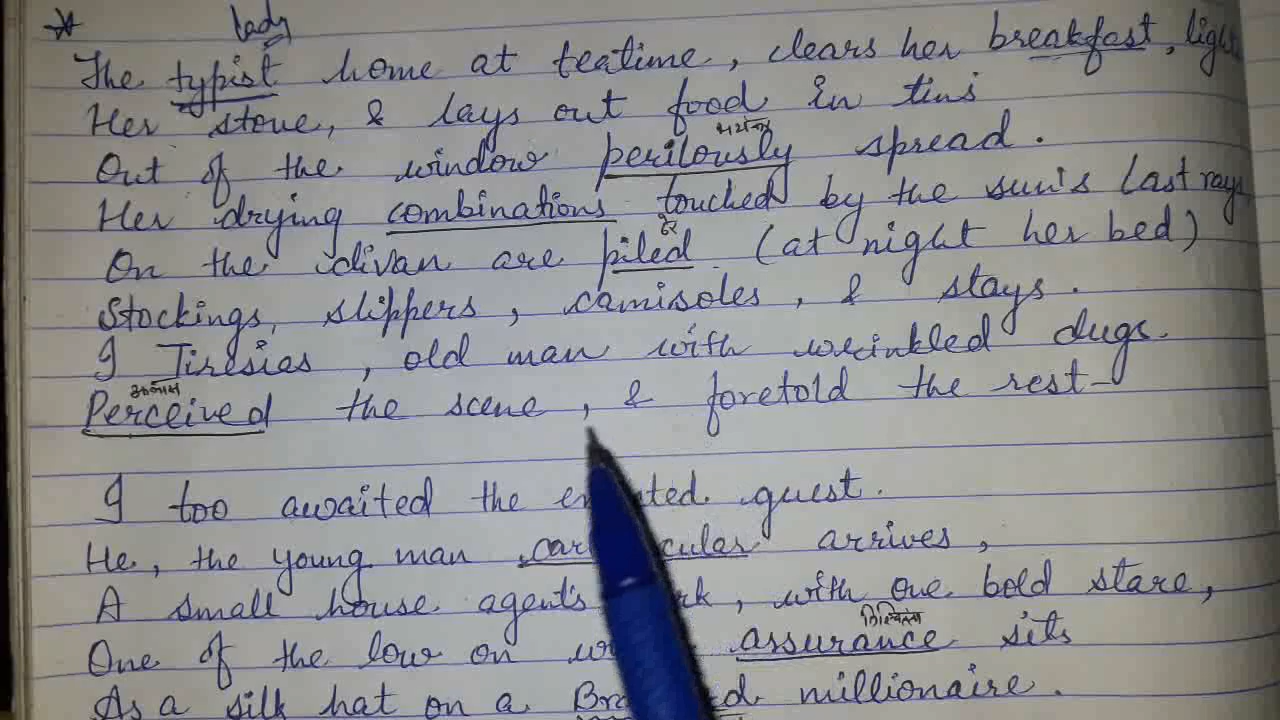 lady
The typist home at teatime, clears her breakfast, light
Her stove, & lays out food in tins
Out of the window perilously spread.
Her drying combinations touched by the sun's last rays,
ढेर
On the divan are piled (at night her bed)
Stockings, slippers, camisoles, & stays.
I Tiresias, old man with wrinkled dugs.
Perceived the scene, & foretold the rest-
I too awaited the guest.
He, the young man arrives,
A small house agent's with one bold stare,
One of the low on assurance sits
As a silk hat on a millionaire.